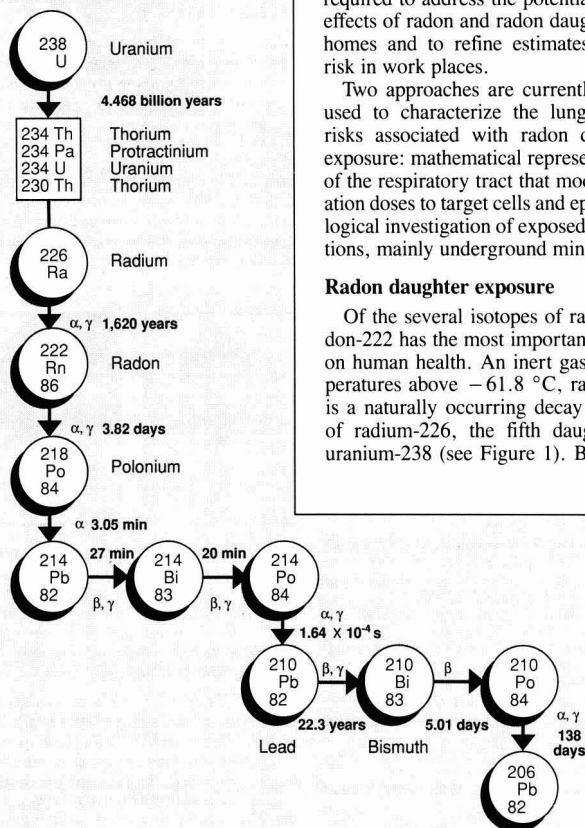 238
U
Uranium
4.468 billion years
234 Th Thorium
234 Pa Protractinium
234 U Uranium
230 Th Thorium
226
Ra
Radium
α, γ 1,620 years
222
Rn
86
Radon
α, γ 3.82 days
218
Po
84
Polonium
α 3.05 min
214
Pb
82
27 min
β, γ
214
Bi
83
20 min
β, γ
214
Po
84
α, γ
1.64 X 10⁻⁴ s
210
Pb
82
Lead
β, γ
22.3 years
210
Bi
83
Bismuth
β
5.01 days
210
Po
84
α, γ
138
days
206
Pb
82
required to address the potential
effects of radon and radon daug
homes and to refine estimates
risk in work places.
Two approaches are currentl
used to characterize the lung
risks associated with radon d
exposure: mathematical represe
of the respiratory tract that mod
ation doses to target cells and ep
logical investigation of exposed
tions, mainly underground min
Radon daughter exposure
Of the several isotopes of ra
don-222 has the most important
on human health. An inert gas
peratures above −61.8 °C, ra
is a naturally occurring decay
of radium-226, the fifth daug
uranium-238 (see Figure 1). B